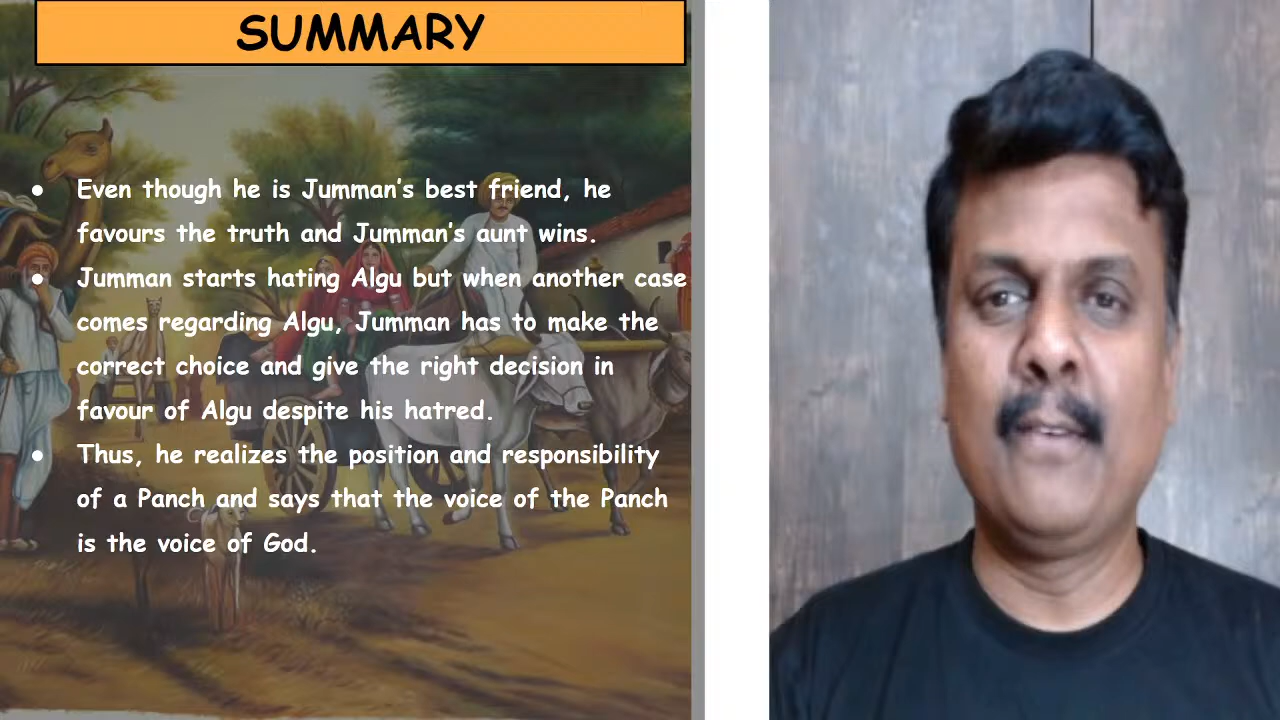 SUMMARY
● Even though he is Jumman's best friend, he
favours the truth and Jumman's aunt wins.
● Jumman starts hating Algu but when another case
comes regarding Algu, Jumman has to make the
correct choice and give the right decision in
favour of Algu despite his hatred.
● Thus, he realizes the position and responsibility
of a Panch and says that the voice of the Panch
is the voice of God.